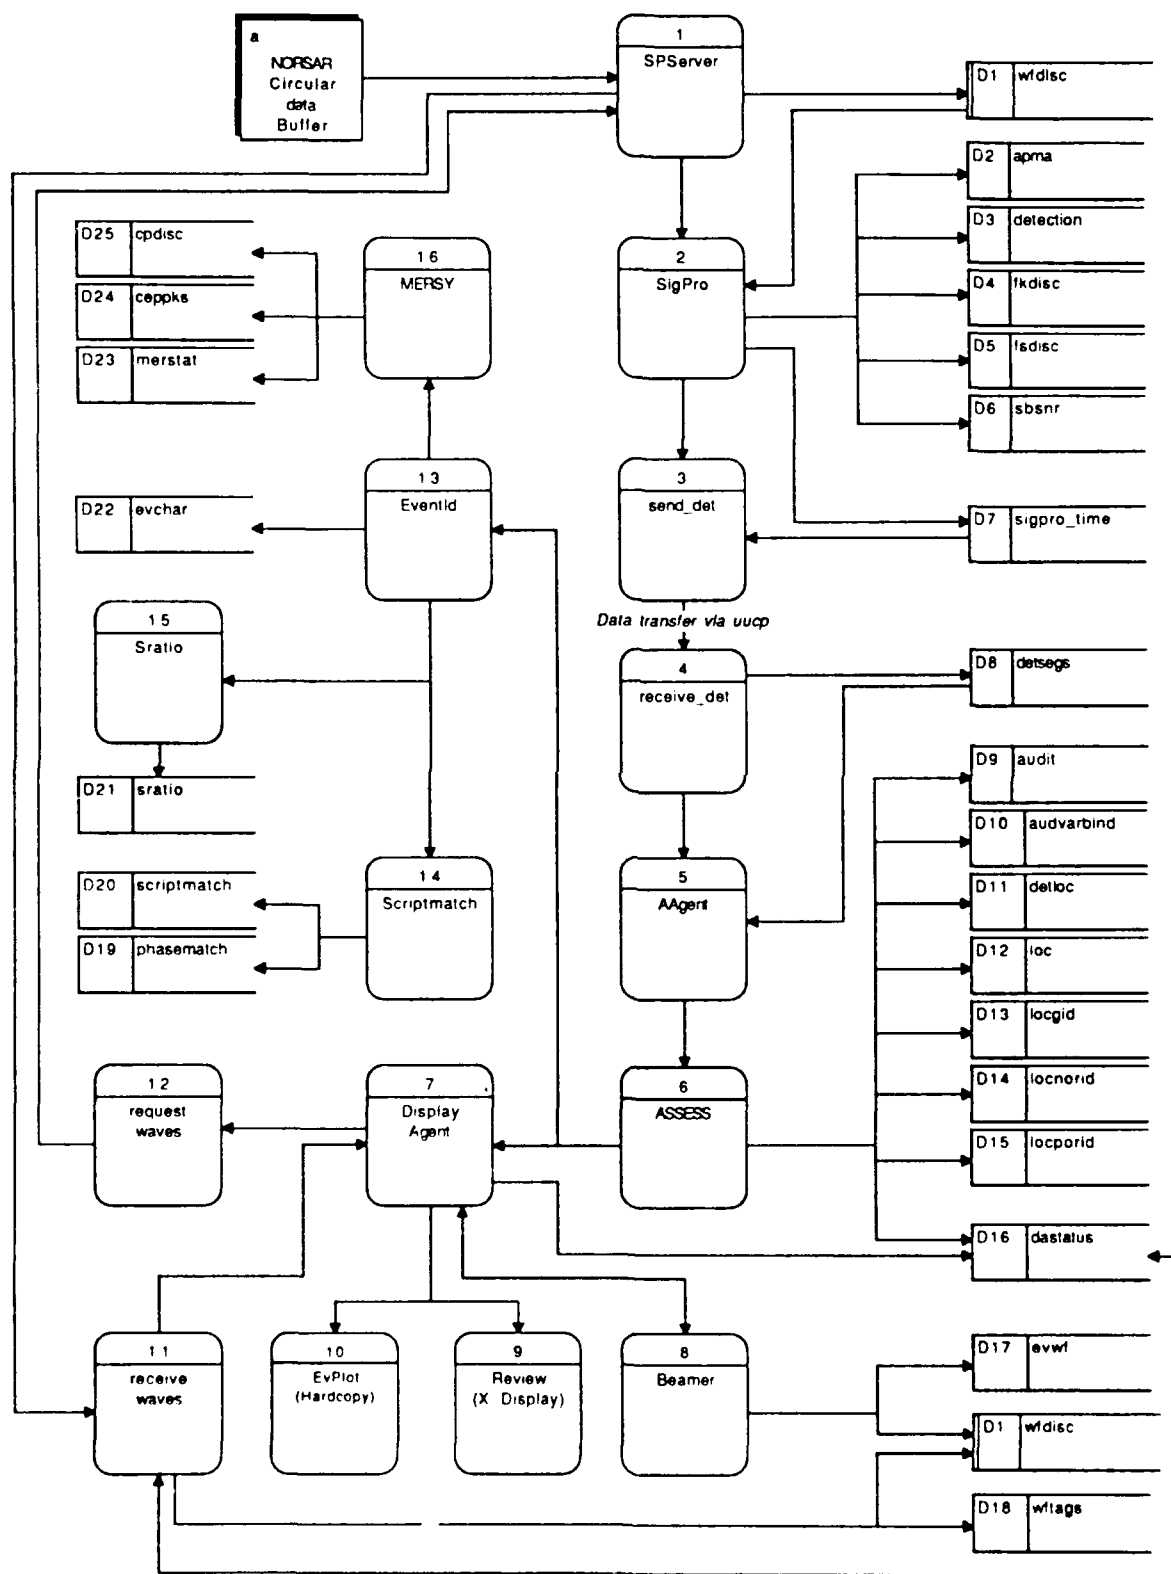 a
NORSAR
Circular
data
Buffer
1
SPServer
D1 wfdisc
D2 apma
D3 detection
D4 fkdisc
D5 fsdisc
D6 sbsnr
D25 cpdisc
D24 ceppks
D23 merstat
16
MERSY
2
SigPro
D22 evchar
13
EventId
3
send_det
D7 sigpro_time
Data transfer via uucp
15
Sratio
4
receive_det
D8 detsegs
D21 sratio
D9 audit
D10 audvarbind
D11 detloc
D12 loc
D13 locgid
D14 locnorid
D15 locporid
D20 scriptmatch
D19 phasematch
14
Scriptmatch
5
AAgent
12
request
waves
7
Display
Agent
6
ASSESS
D16 dastatus
11
receive
waves
10
EvPlot
(Hardcopy)
9
Review
(X Display)
8
Beamer
D17 evwf
D1 wfdisc
D18 wftags